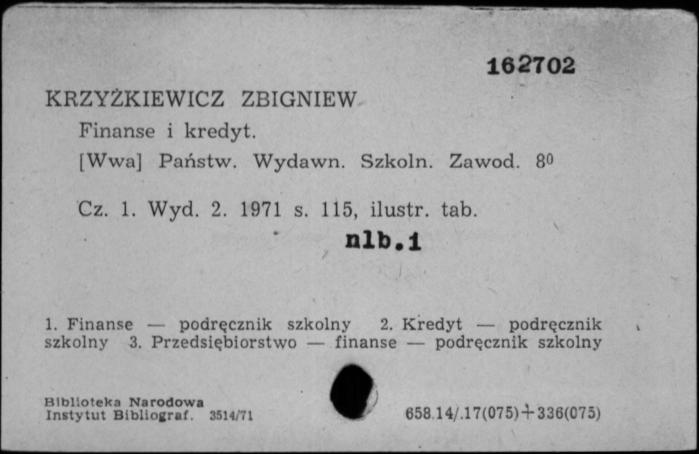 162702
KRZYŻKIEWICZ ZBIGNIEW
Finanse i kredyt.
[Wwa] Państw. Wydawn. Szkoln. Zawod. 8⁰
Cz. 1. Wyd. 2. 1971 s. 115, ilustr. tab.
nlb.1
1. Finanse — podręcznik szkolny 2. Kredyt — podręcznik
szkolny 3. Przedsiębiorstwo — finanse — podręcznik szkolny
Biblioteka Narodowa
Instytut Bibliograf. 3514/71
658.14/.17(075)+336(075)